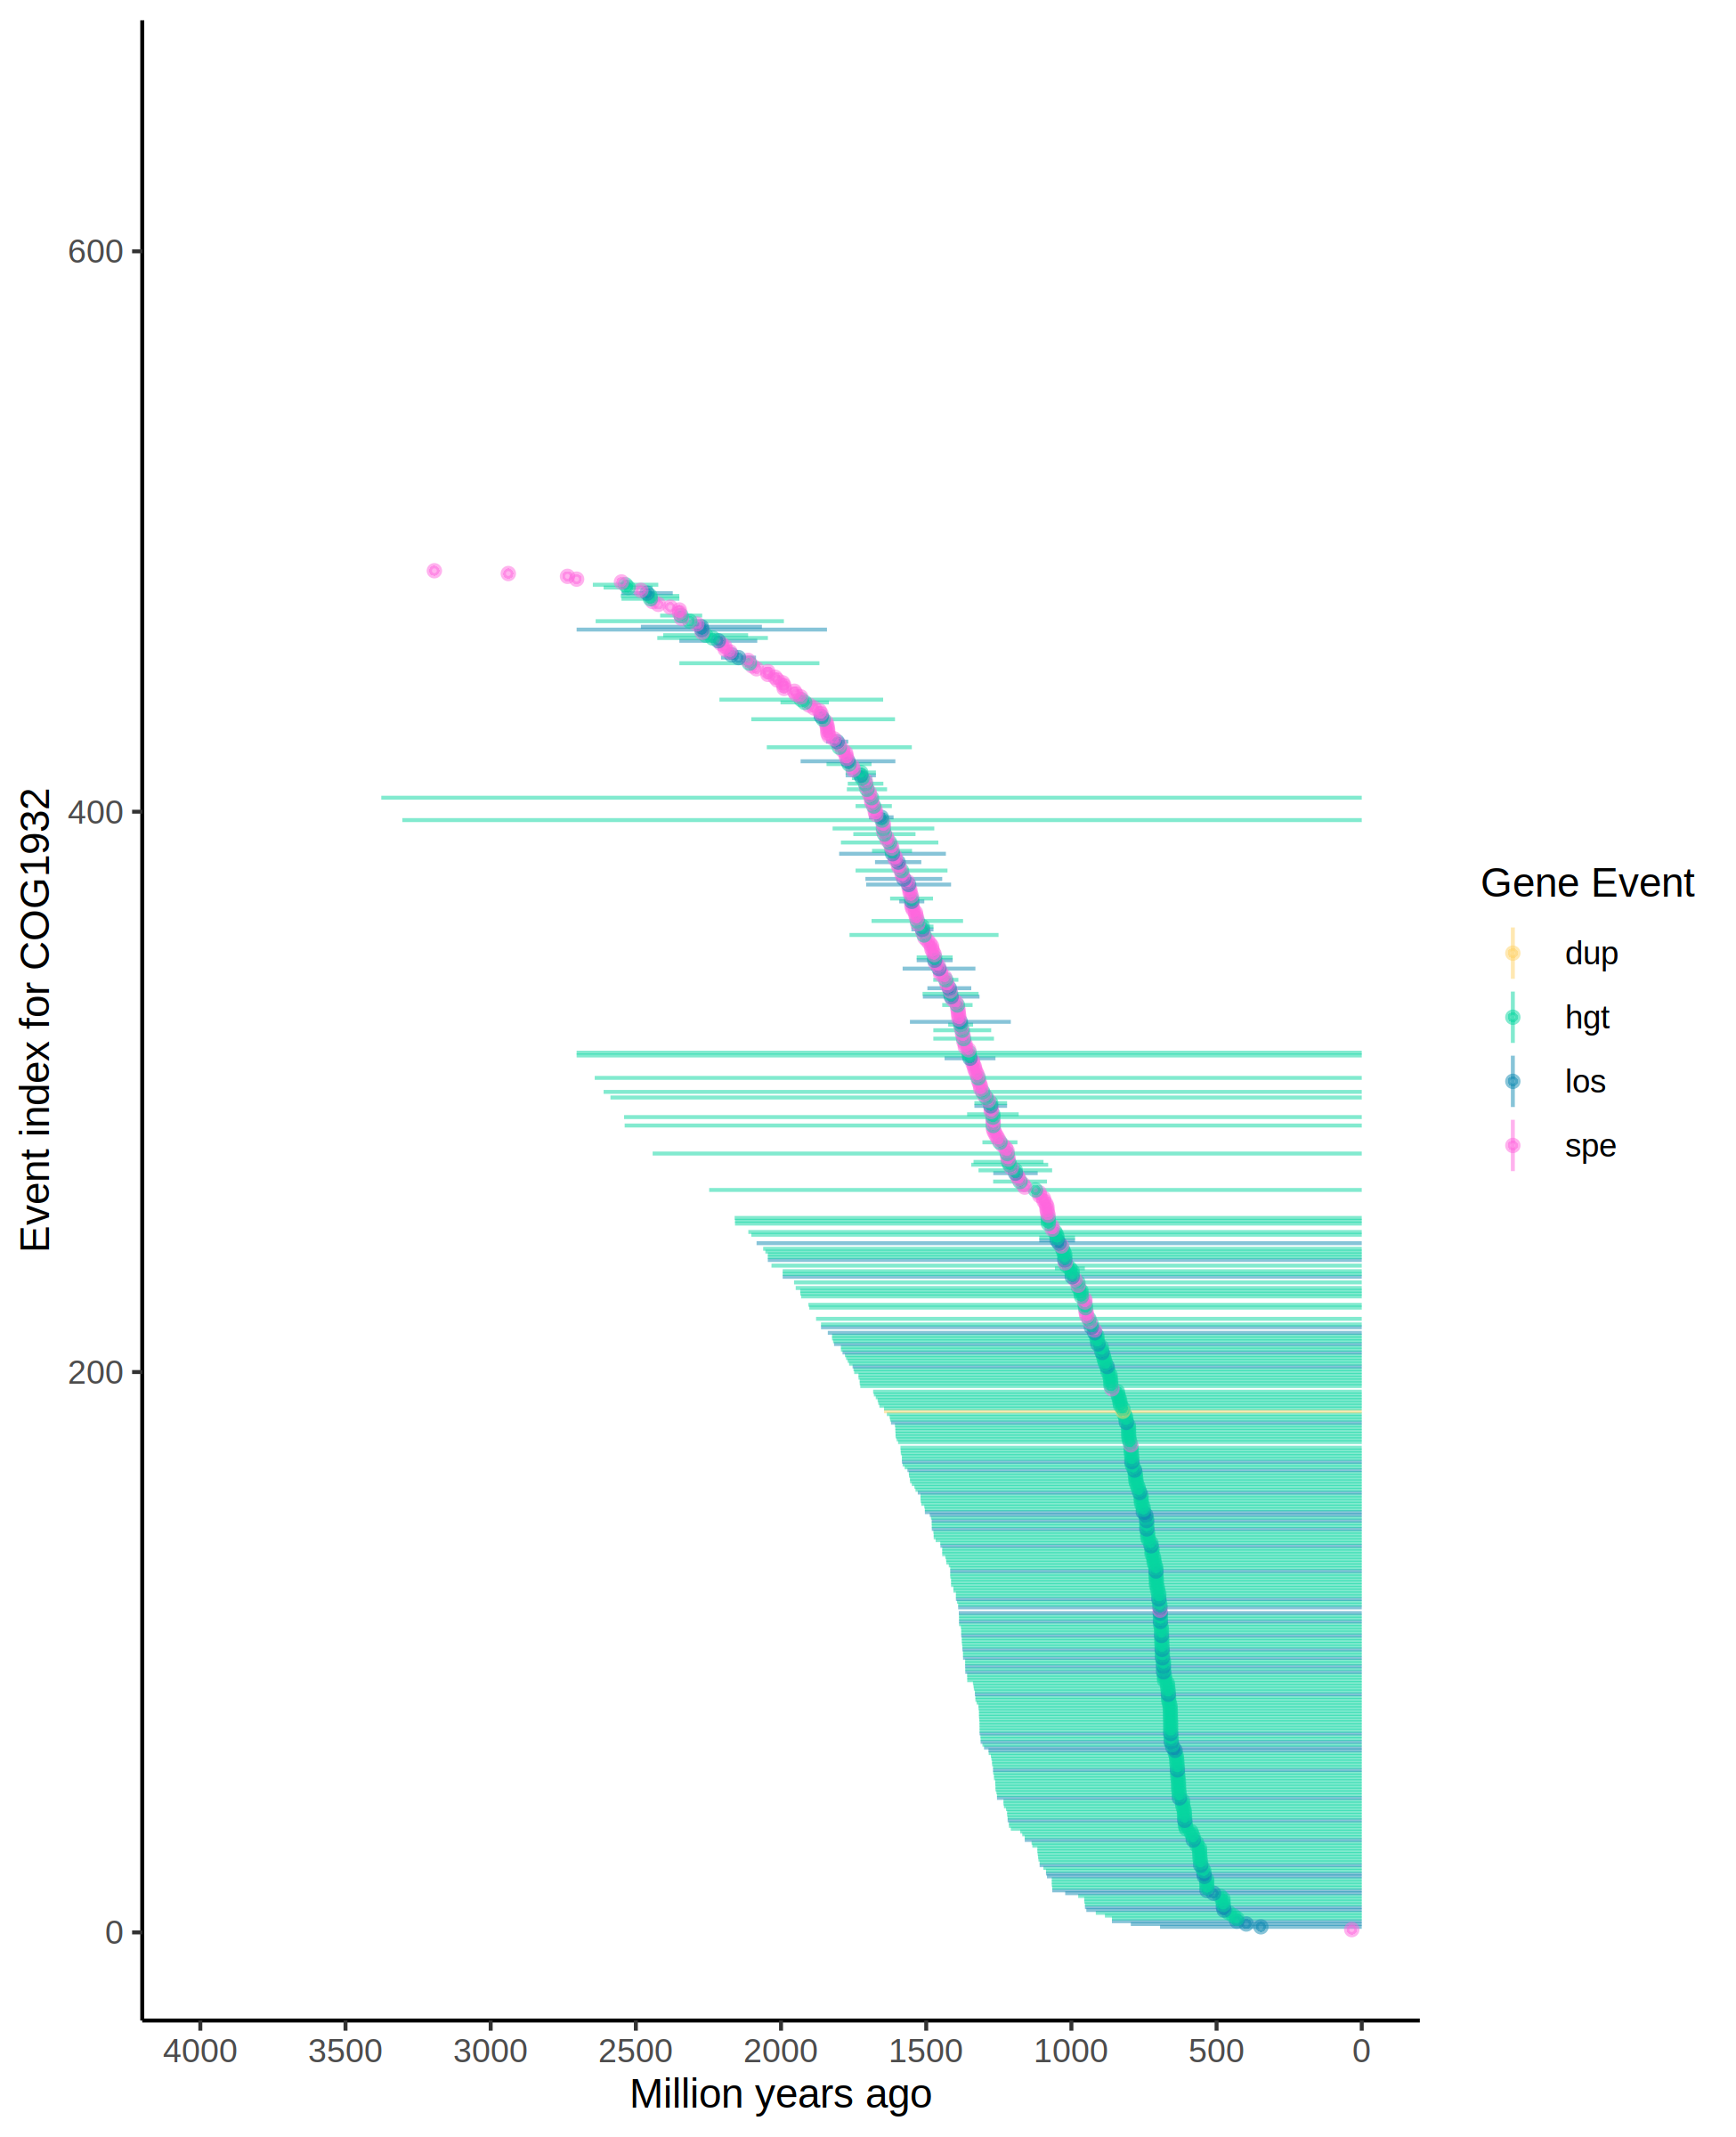 600
400
200
0
Event index for COG1932
4000 3500 3000 2500 2000 1500 1000 500 0
Million years ago
Gene Event
dup
hgt
los
spe